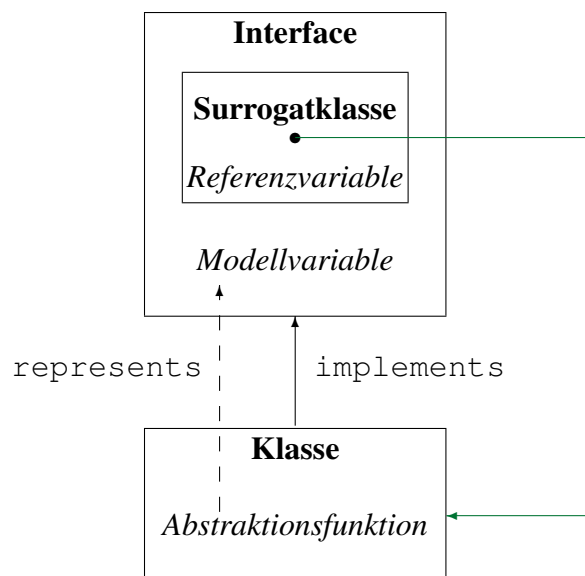 Interface
Surrogatklasse
Referenzvariable
Modellvariable
represents implements
Klasse
Abstraktionsfunktion